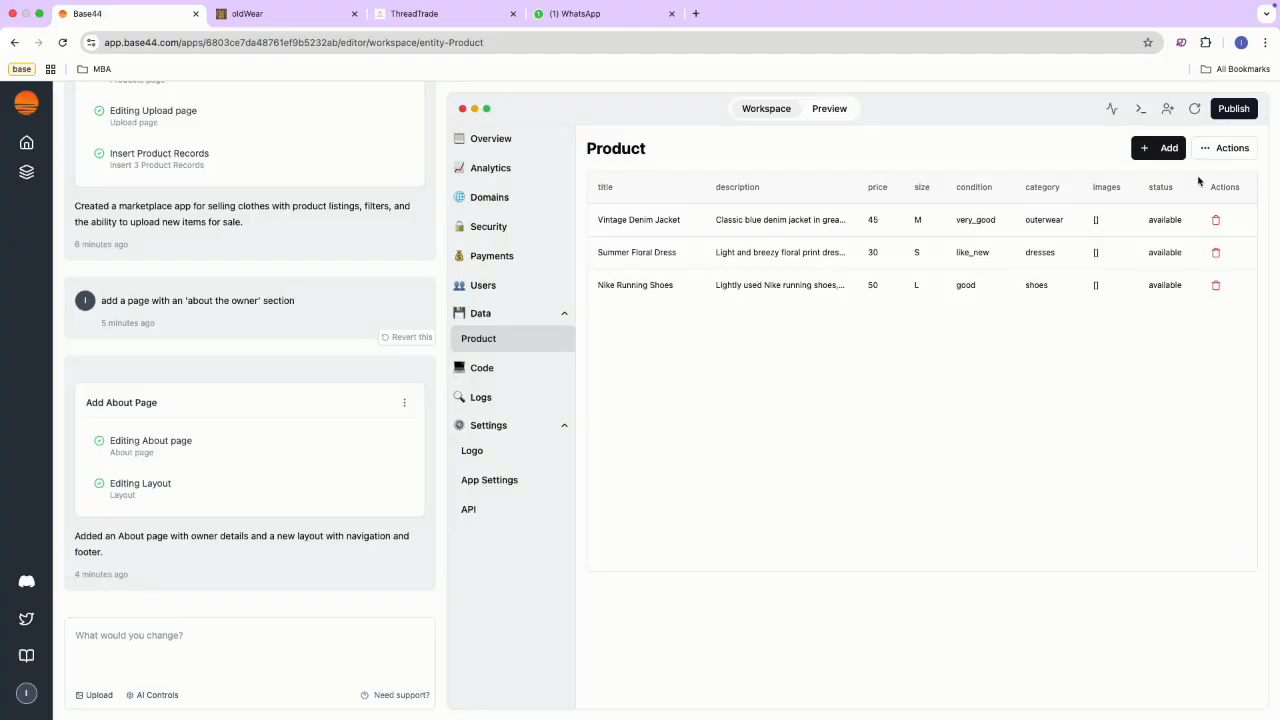 Base44
oldWear
ThreadTrade
(1) WhatsApp
app.base44.com/apps/6803ce7da48761ef9b5232ab/editor/workspace/entity-Product
I
base
MBA
All Bookmarks
Editing Upload page
Upload page
Insert Product Records
Insert 3 Product Records
Created a marketplace app for selling clothes with product listings, filters, and
the ability to upload new items for sale.
6 minutes ago
I
add a page with an 'about the owner' section
5 minutes ago
Revert this
Add About Page
Editing About page
About page
Editing Layout
Layout
Added an About page with owner details and a new layout with navigation and
footer.
4 minutes ago
What would you change?
Upload
AI Controls
Need support?
I
Workspace
Preview
Publish
Overview
Analytics
Domains
Security
Payments
Users
Data
Product
Code
Logs
Settings
Logo
App Settings
API
Product
+ Add
Actions
title description price size condition category images status Actions
Vintage Denim Jacket Classic blue denim jacket in grea... 45 M very_good outerwear [] available
Summer Floral Dress Light and breezy floral print dres... 30 S like_new dresses [] available
Nike Running Shoes Lightly used Nike running shoes,... 50 L good shoes [] available